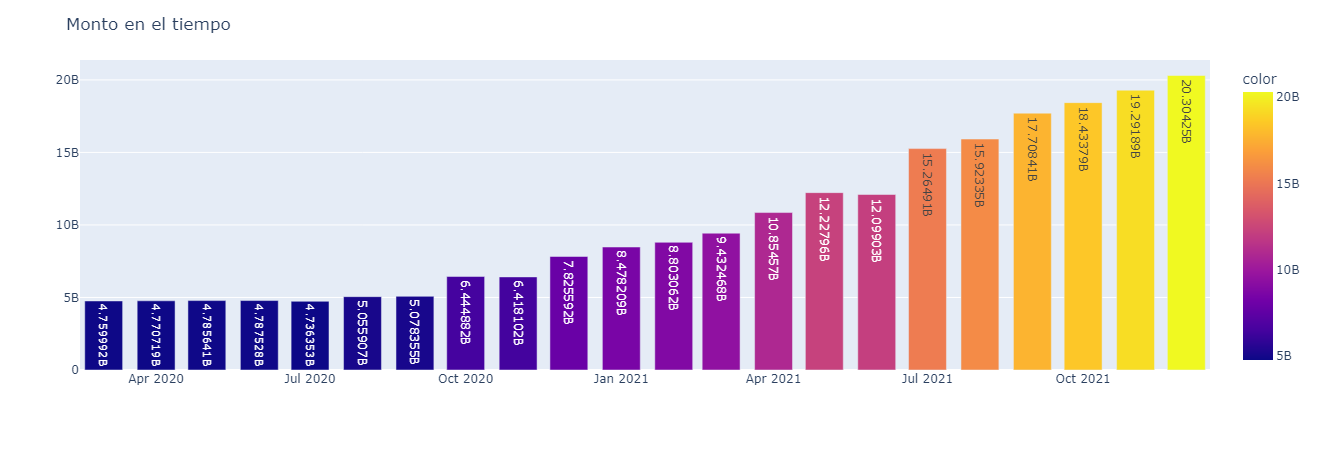 Monto en el tiempo
20B
15B
10B
5B
0
4.759992B
4.770719B
4.785641B
4.787528B
4.736353B
5.055907B
5.078355B
6.444882B
6.418102B
7.825592B
8.478209B
8.803062B
9.432468B
10.85457B
12.22796B
12.09903B
15.26491B
15.92335B
17.70841B
18.43379B
19.29189B
20.30425B
Apr 2020
Jul 2020
Oct 2020
Jan 2021
Apr 2021
Jul 2021
Oct 2021
color
20B
15B
10B
5B